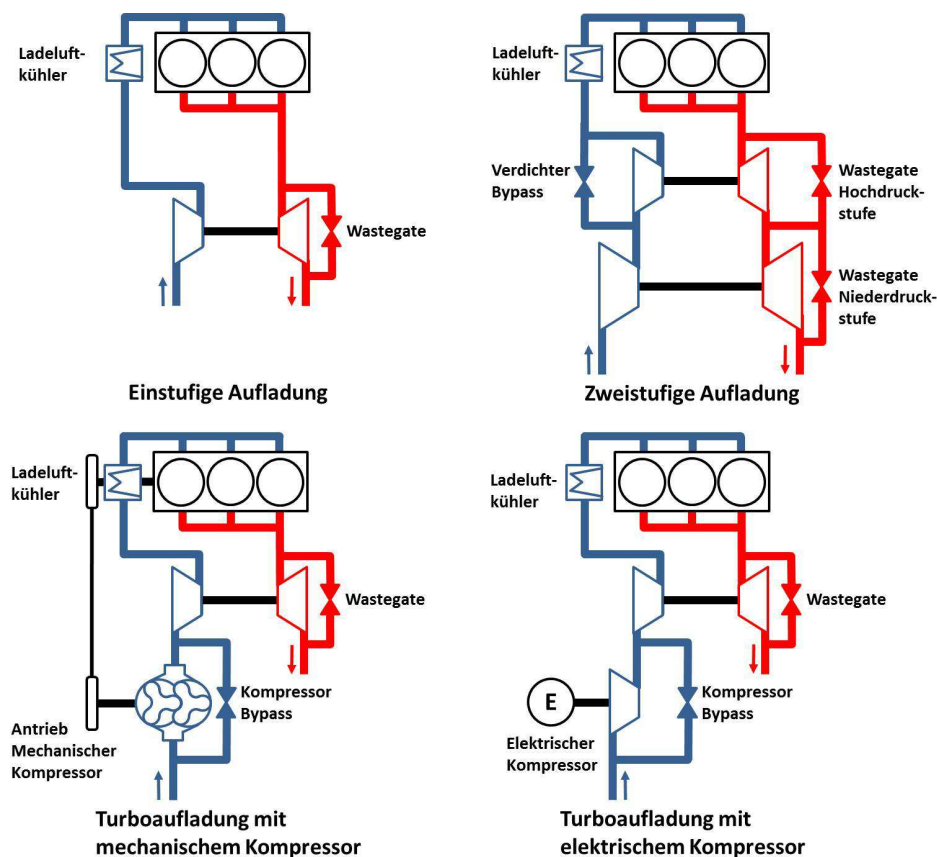 Ladeluft-
kühler
Wastegate
Einstufige Aufladung
Ladeluft-
kühler
Verdichter
Bypass
Wastegate
Hochdruck-
stufe
Wastegate
Niederdruck-
stufe
Zweistufige Aufladung
Ladeluft-
kühler
Wastegate
Kompressor
Bypass
Antrieb
Mechanischer
Kompressor
Turboaufladung mit
mechanischem Kompressor
Ladeluft-
kühler
Wastegate
E
Kompressor
Bypass
Elektrischer
Kompressor
Turboaufladung mit
elektrischem Kompressor